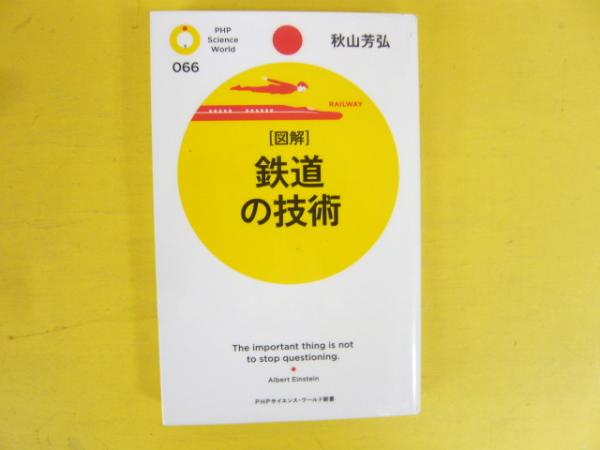 PHP
Science
World
066
秋山芳弘
RAILWAY
[図解]
鉄道
の技術
The important thing is not
to stop questioning.
Albert Einstein
PHPサイエンス・ワールド新書